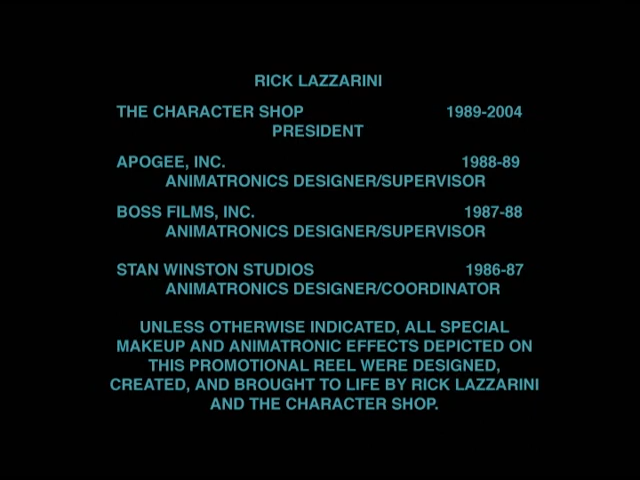 RICK LAZZARINI
THE CHARACTER SHOP 1989-2004
PRESIDENT
APOGEE, INC. 1988-89
ANIMATRONICS DESIGNER/SUPERVISOR
BOSS FILMS, INC. 1987-88
ANIMATRONICS DESIGNER/SUPERVISOR
STAN WINSTON STUDIOS 1986-87
ANIMATRONICS DESIGNER/COORDINATOR
UNLESS OTHERWISE INDICATED, ALL SPECIAL
MAKEUP AND ANIMATRONIC EFFECTS DEPICTED ON
THIS PROMOTIONAL REEL WERE DESIGNED,
CREATED, AND BROUGHT TO LIFE BY RICK LAZZARINI
AND THE CHARACTER SHOP.